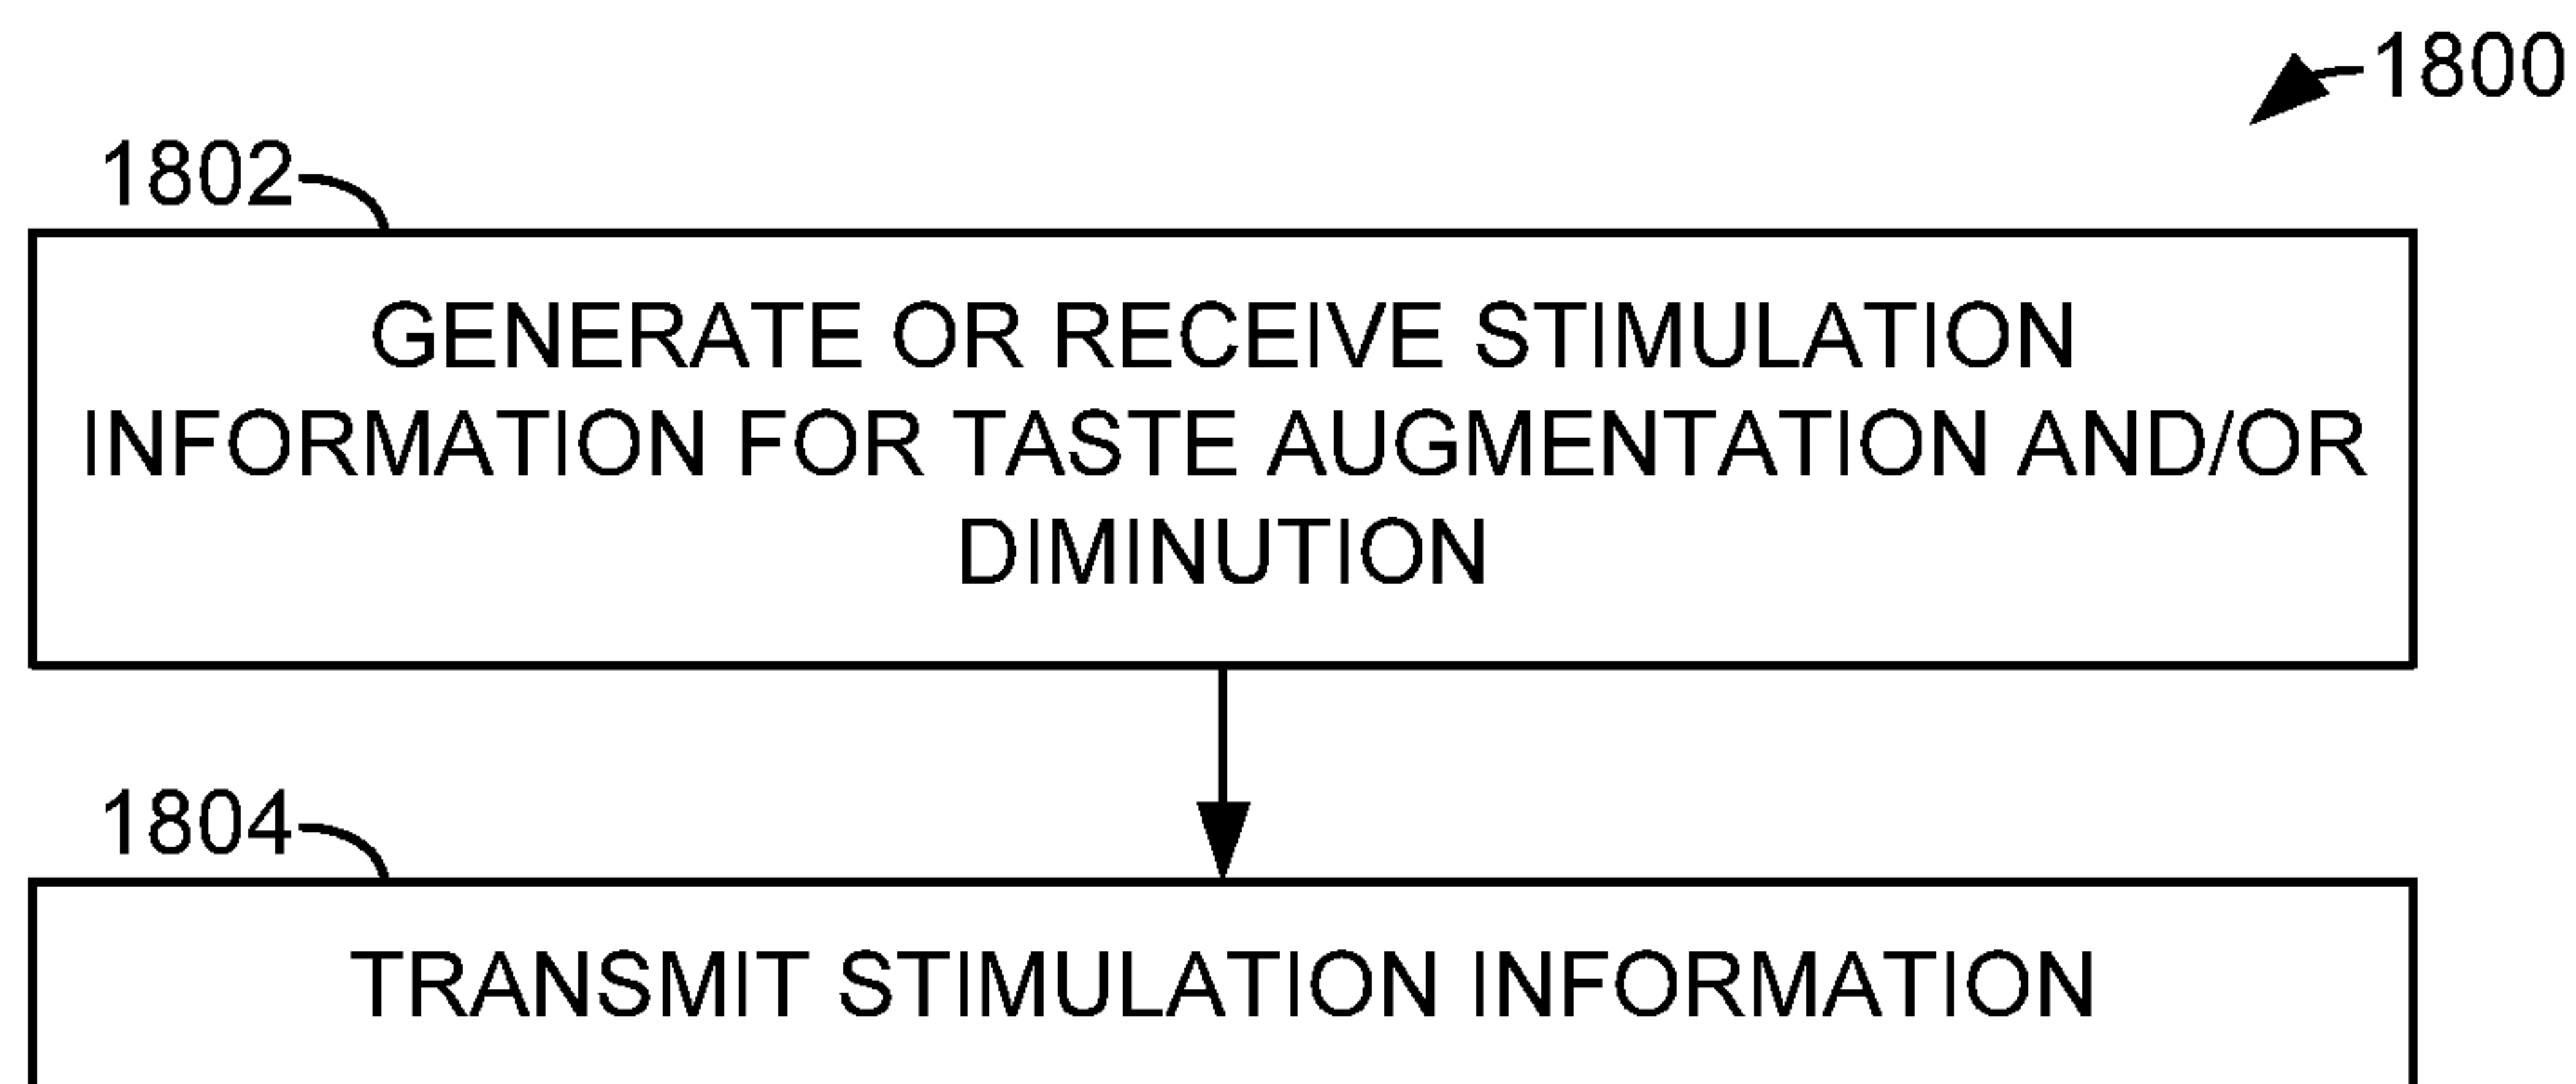 1800
1802
GENERATE OR RECEIVE STIMULATION
INFORMATION FOR TASTE AUGMENTATION AND/OR
DIMINUTION
1804
TRANSMIT STIMULATION INFORMATION